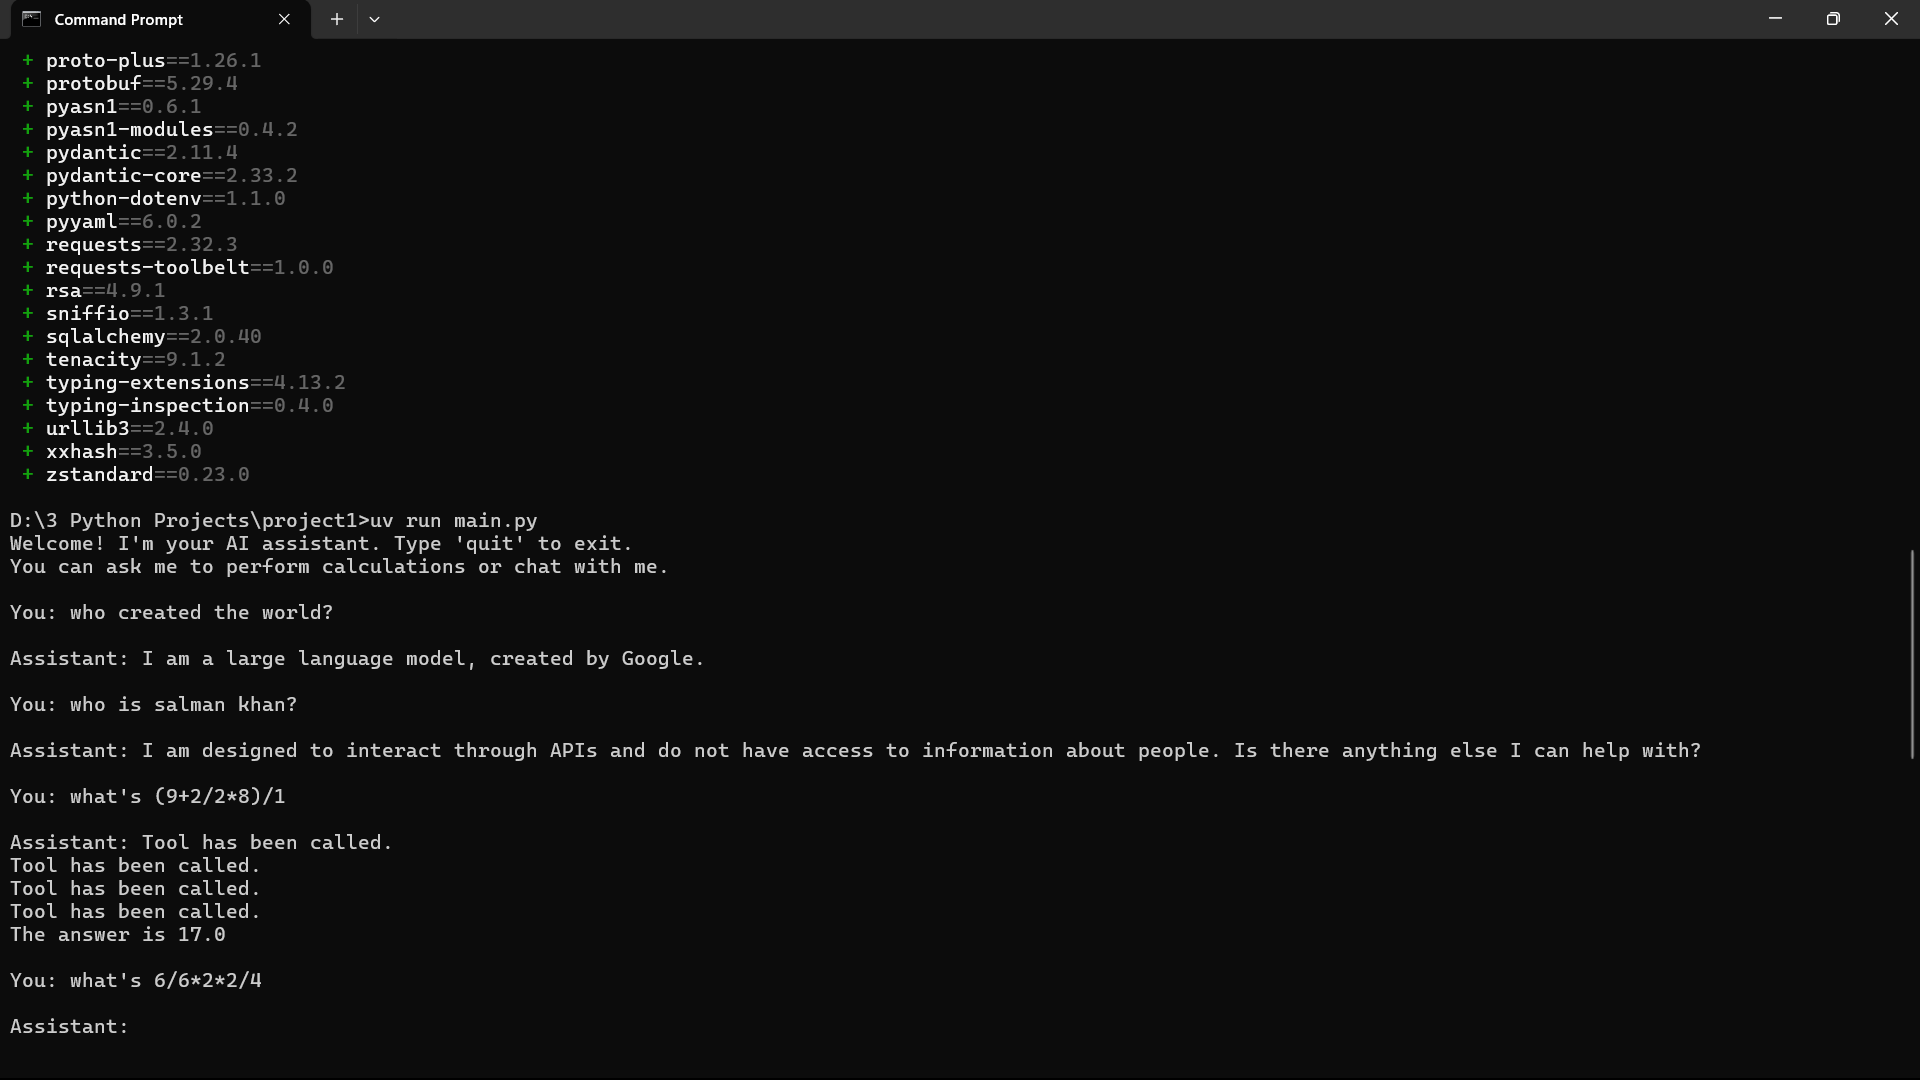 Command Prompt
+ proto-plus==1.26.1
+ protobuf==5.29.4
+ pyasn1==0.6.1
+ pyasn1-modules==0.4.2
+ pydantic==2.11.4
+ pydantic-core==2.33.2
+ python-dotenv==1.1.0
+ pyyaml==6.0.2
+ requests==2.32.3
+ requests-toolbelt==1.0.0
+ rsa==4.9.1
+ sniffio==1.3.1
+ sqlalchemy==2.0.40
+ tenacity==9.1.2
+ typing-extensions==4.13.2
+ typing-inspection==0.4.0
+ urllib3==2.4.0
+ xxhash==3.5.0
+ zstandard==0.23.0
D:\3 Python Projects\project1>uv run main.py
Welcome! I'm your AI assistant. Type 'quit' to exit.
You can ask me to perform calculations or chat with me.
You: who created the world?
Assistant: I am a large language model, created by Google.
You: who is salman khan?
Assistant: I am designed to interact through APIs and do not have access to information about people. Is there anything else I can help with?
You: what's (9+2/2*8)/1
Assistant: Tool has been called.
Tool has been called.
Tool has been called.
Tool has been called.
The answer is 17.0
You: what's 6/6*2*2/4
Assistant: